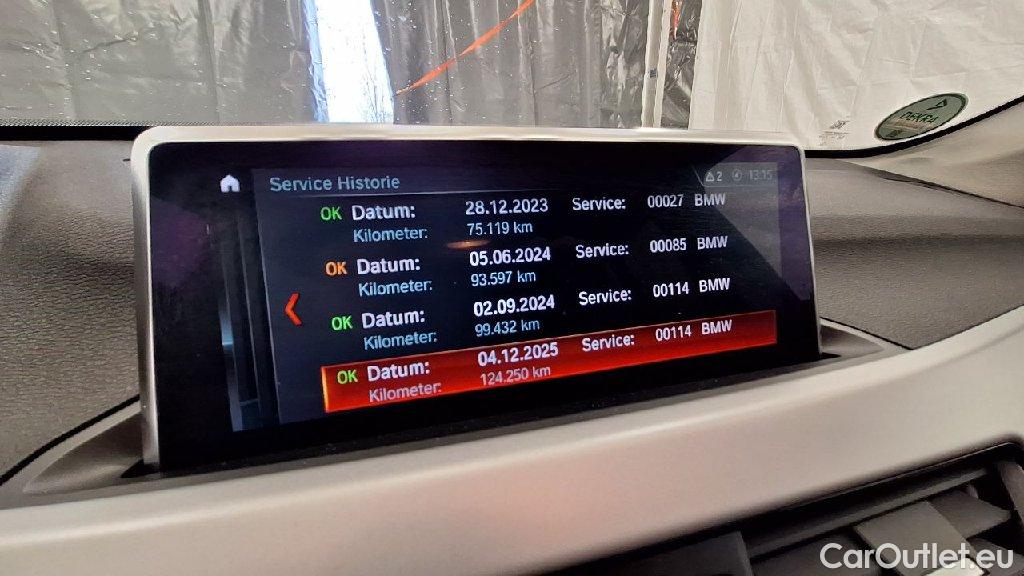 DEKRA
Service Historie
2 13:15
OK Datum: 28.12.2023 Service: 00027 BMW
Kilometer: 75.119 km
OK Datum: 05.06.2024 Service: 00085 BMW
Kilometer: 93.597 km
OK Datum: 02.09.2024 Service: 00114 BMW
Kilometer: 99.432 km
OK Datum: 04.12.2025 Service: 00114 BMW
Kilometer: 124.250 km
CarOutlet.eu